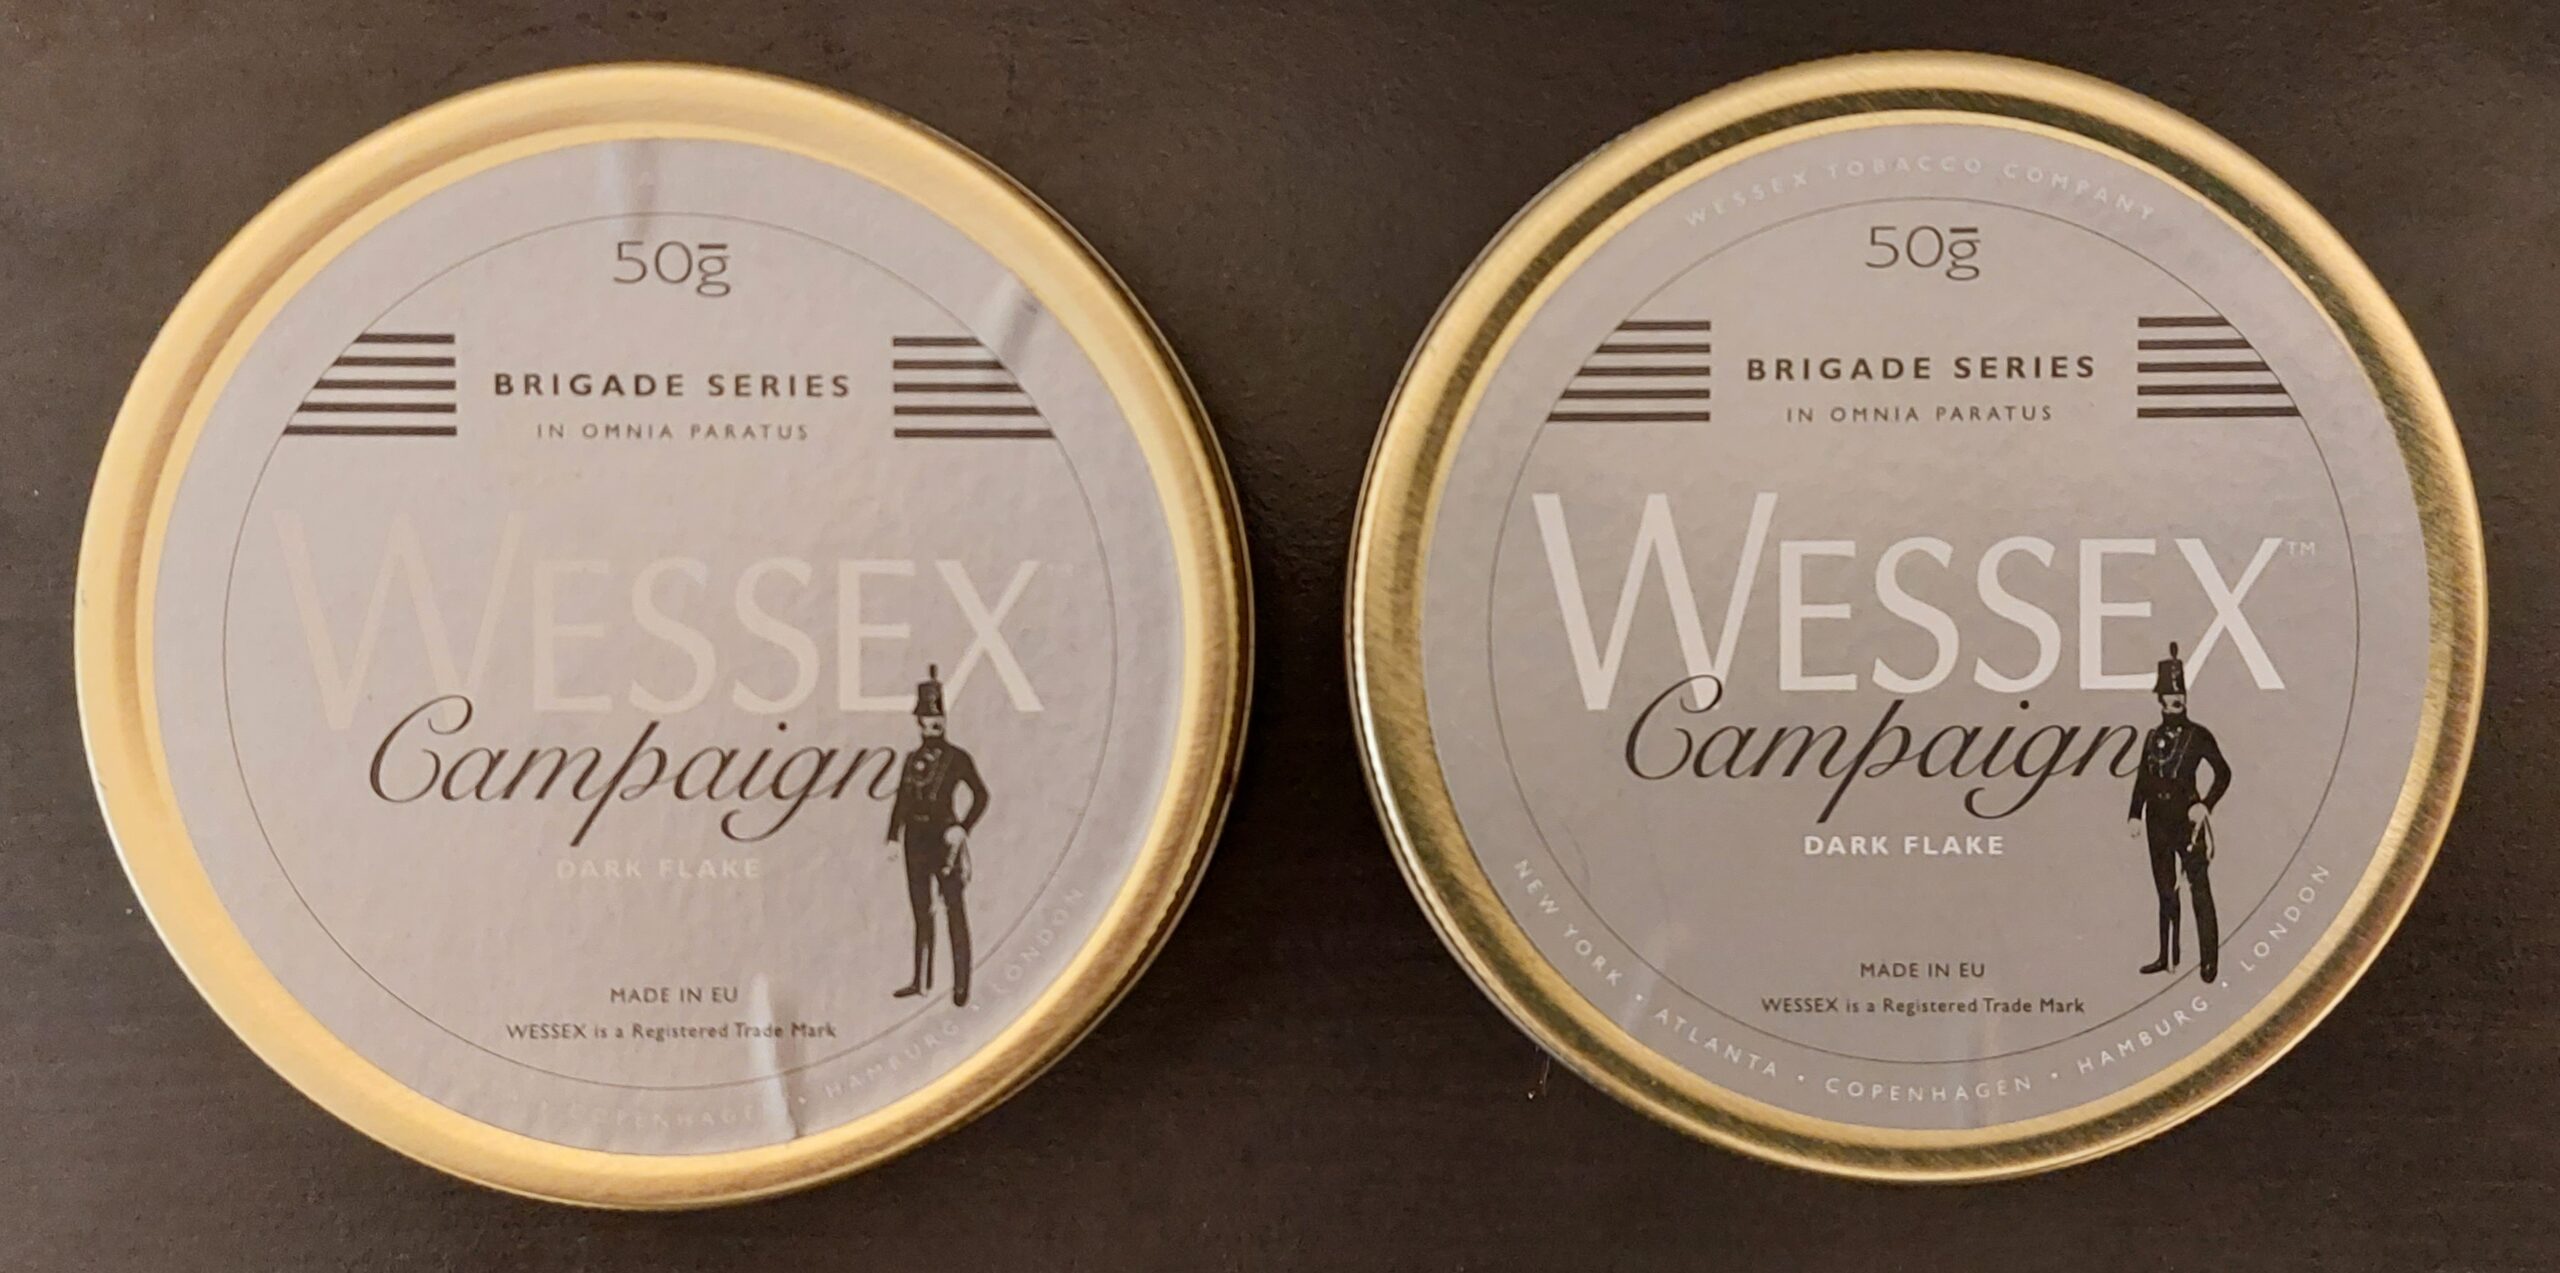 50g
BRIGADE SERIES
IN OMNIA PARATUS
WESSEX™
Campaign
DARK FLAKE
MADE IN EU
WESSEX is a Registered Trade Mark
COPENHAGEN • HAMBURG • LONDON
WESSEX TOBACCO COMPANY
50g
BRIGADE SERIES
IN OMNIA PARATUS
WESSEX™
Campaign
DARK FLAKE
MADE IN EU
WESSEX is a Registered Trade Mark
NEW YORK • ATLANTA • COPENHAGEN • HAMBURG • LONDON